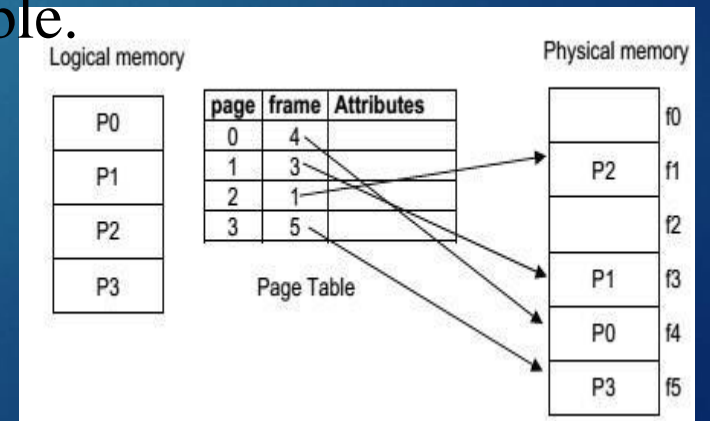 ble.
Logical memory
P0
P1
P2
P3
page frame Attributes
0 4
1 3
2 1
3 5
Page Table
Physical memory
f0
P2 f1
f2
P1 f3
P0 f4
P3 f5